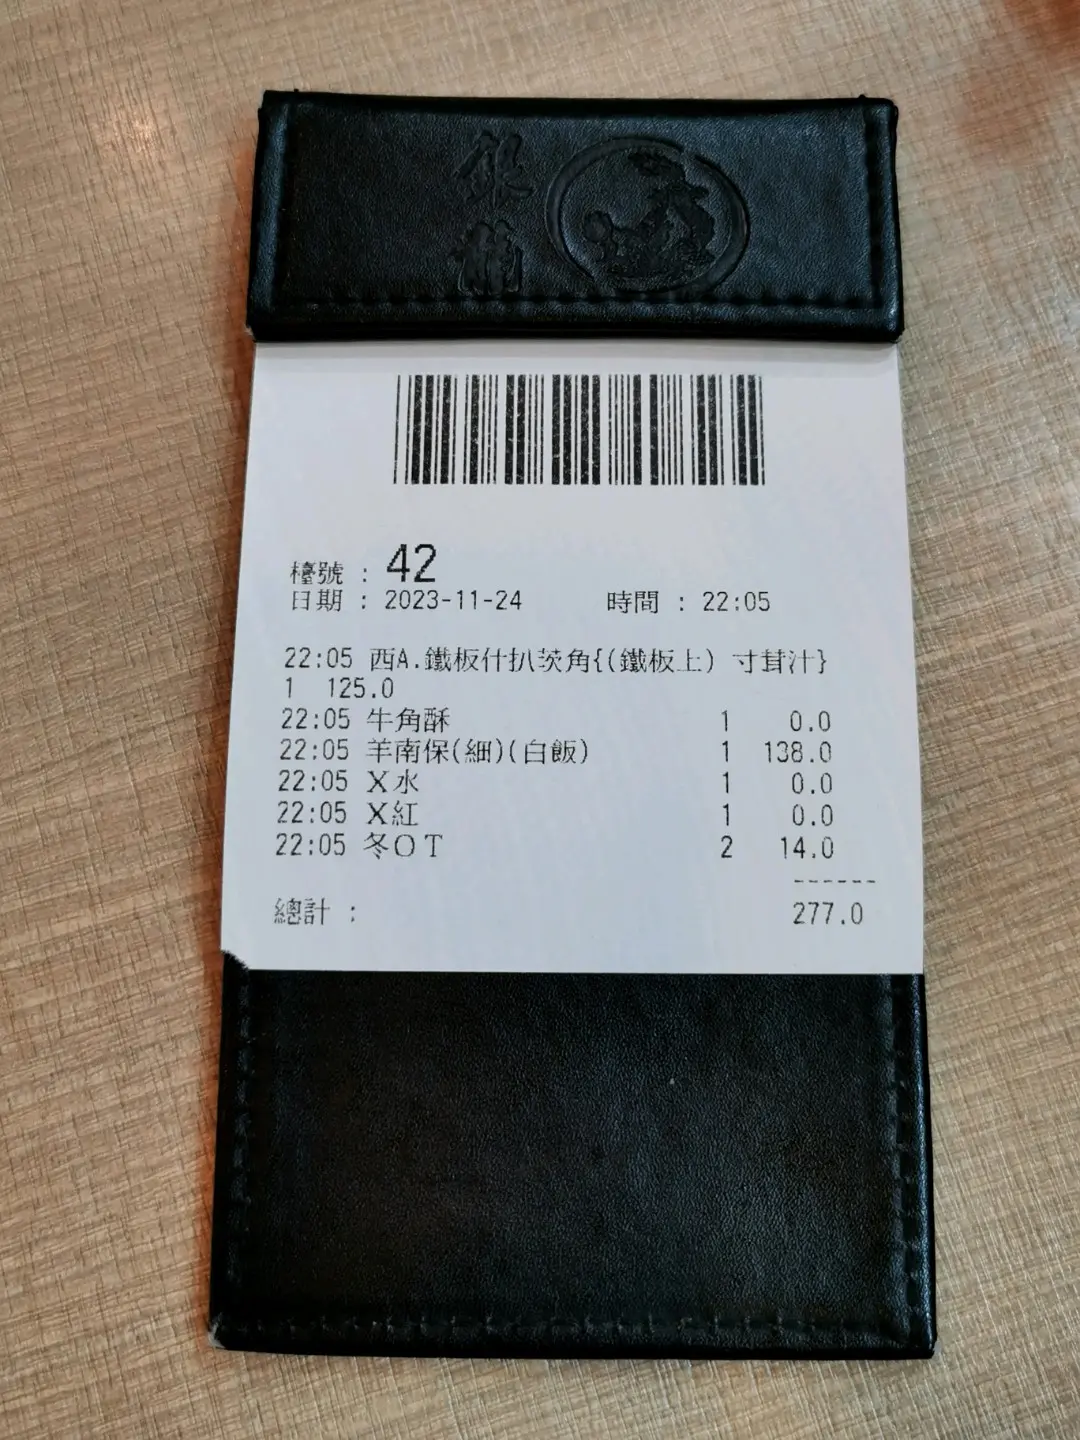 銀龍
檯號 : 42
日期 : 2023-11-24 時間 : 22:05
22:05 西A.鐵板什扒茨角{(鐵板上) 寸茸汁}
1 125.0
22:05 牛角酥 1 0.0
22:05 羊南保(細)(白飯) 1 138.0
22:05 X水 1 0.0
22:05 X紅 1 0.0
22:05 冬OT 2 14.0
------
總計 : 277.0